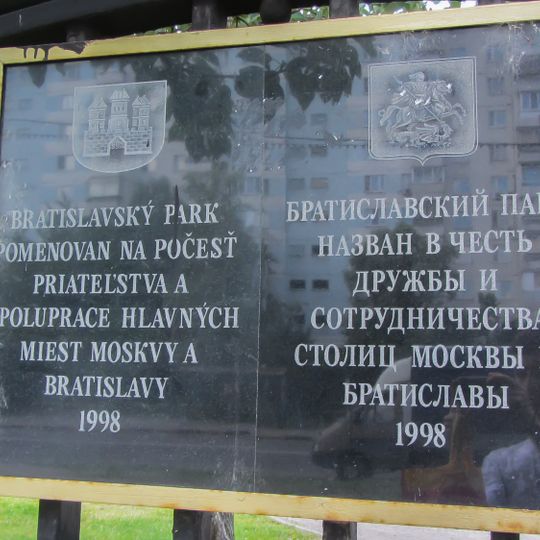 BRATISLAVSKÝ PARK
POMENOVAN NA POČESŤ
PRIATEĽSTVA A
POLUPRACE HLAVNÝCH
MIEST MOSKVY A
BRATISLAVY
1998
БРАТИСЛАВСКИЙ ПАР
НАЗВАН В ЧЕСТЬ
ДРУЖБЫ И
СОТРУДНИЧЕСТВА
СТОЛИЦ МОСКВЫ
БРАТИСЛАВЫ
1998